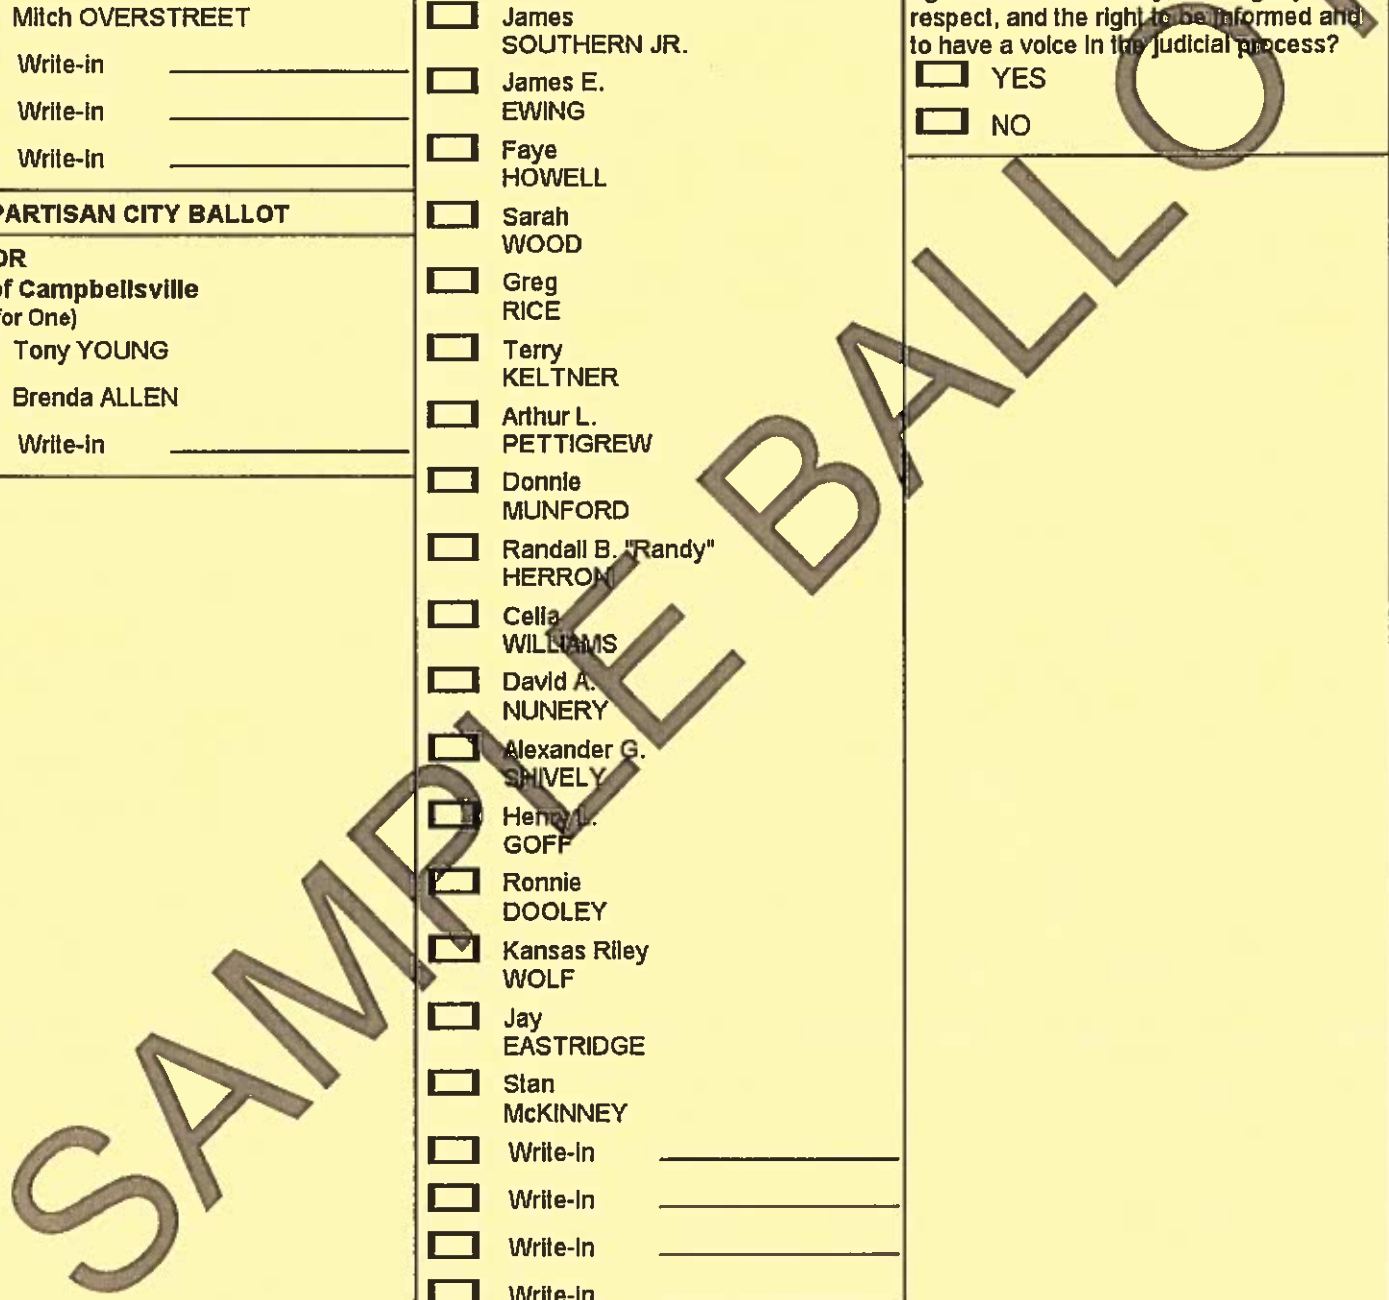 Mitch OVERSTREET
Write-in
Write-in
Write-in
PARTISAN CITY BALLOT
OR
of Campbellsville
for One)
Tony YOUNG
Brenda ALLEN
Write-in
James
SOUTHERN JR.
James E.
EWING
Faye
HOWELL
Sarah
WOOD
Greg
RICE
Terry
KELTNER
Arthur L.
PETTIGREW
Donnie
MUNFORD
Randall B. "Randy"
HERRON
Celia
WILLIAMS
David A.
NUNERY
Alexander G.
SHIVELY
Henry L.
GOFF
Ronnie
DOOLEY
Kansas Riley
WOLF
Jay
EASTRIDGE
Stan
McKINNEY
Write-in
Write-in
Write-in
Write-in
respect, and the right to be informed and
to have a voice in the judicial process?
YES
NO
SAMPLE BALLOT